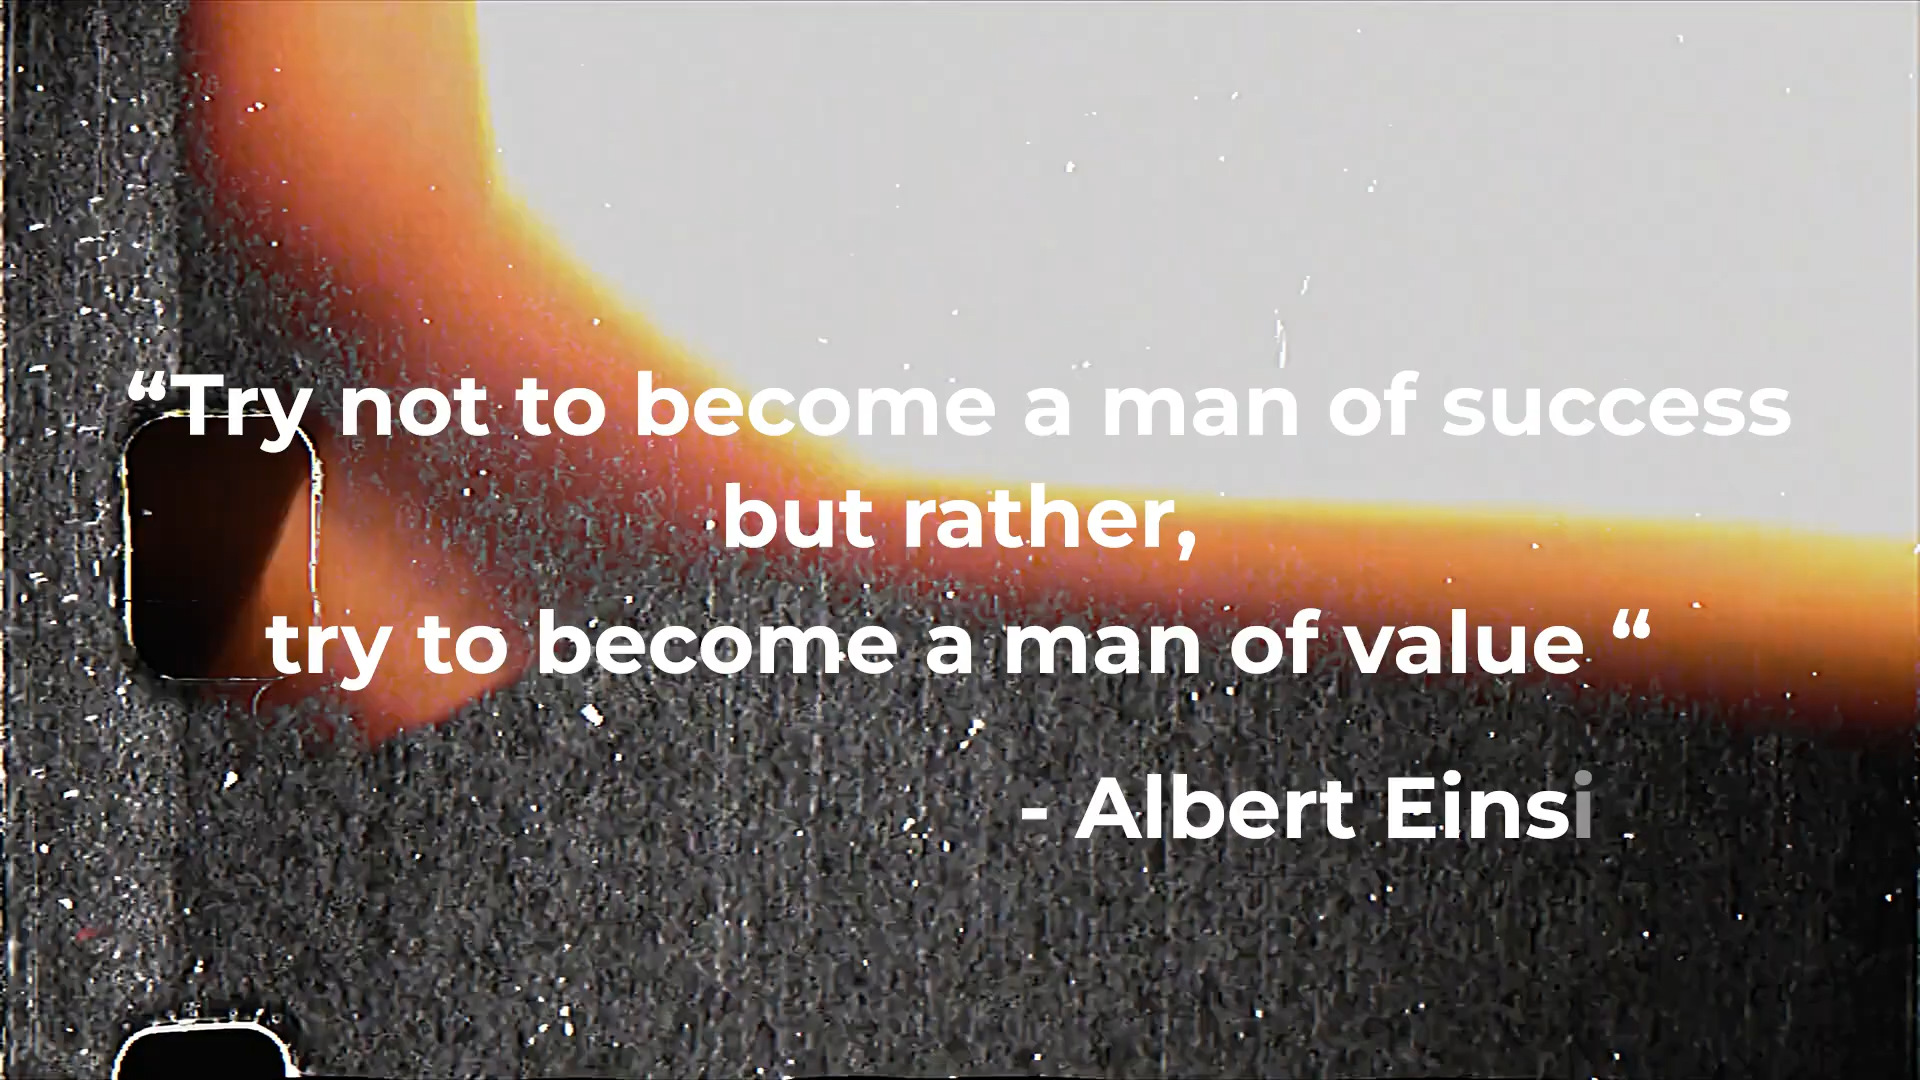 “Try not to become a man of success
but rather,
try to become a man of value “
- Albert Einsi